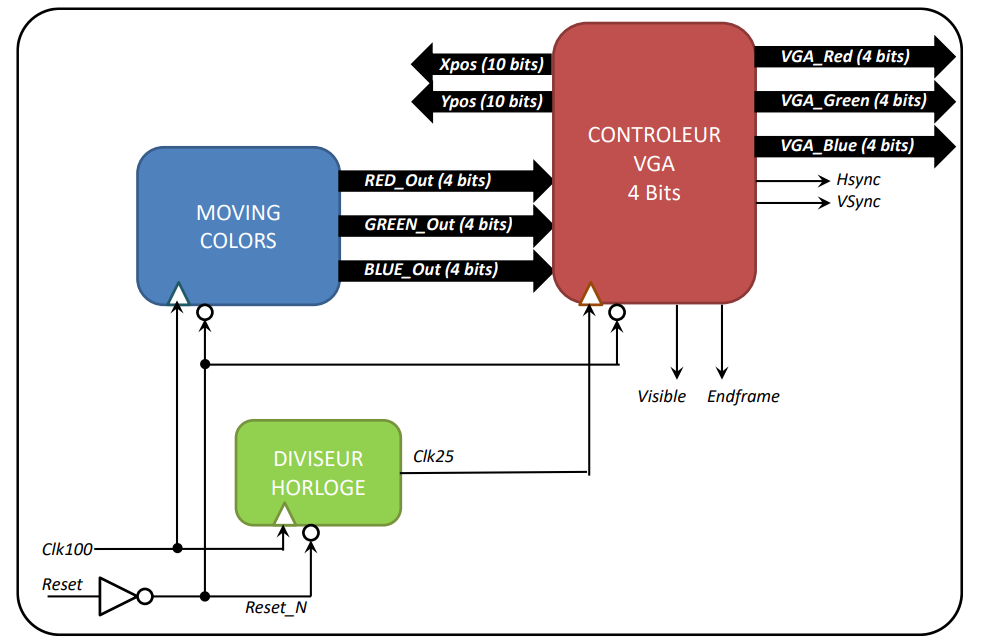 Xpos (10 bits)
Ypos (10 bits)
CONTROLEUR
VGA
4 Bits
VGA_Red (4 bits)
VGA_Green (4 bits)
VGA_Blue (4 bits)
Hsync
VSync
MOVING
COLORS
RED_Out (4 bits)
GREEN_Out (4 bits)
BLUE_Out (4 bits)
Visible
Endframe
DIVISEUR
HORLOGE
Clk25
Clk100
Reset
Reset_N